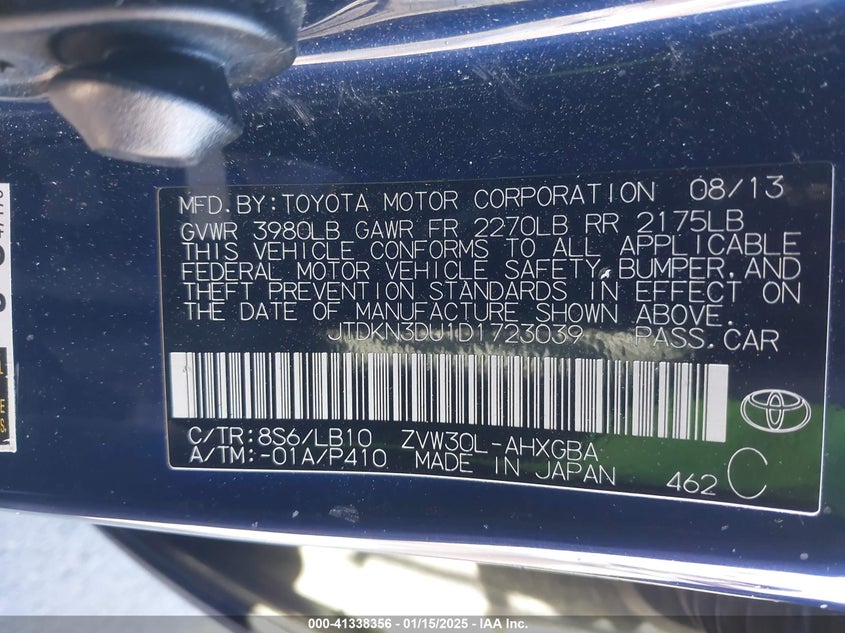 MFD.BY:TOYOTA MOTOR CORPORATION 08/13
GVWR 3980LB GAWR FR 2270LB RR 2175LB
THIS VEHICLE CONFORMS TO ALL APPLICABLE
FEDERAL MOTOR VEHICLE SAFETY,BUMPER,AND
THEFT PREVENTION STANDARDS IN EFFECT ON
THE DATE OF MANUFACTURE SHOWN ABOVE.
JTDKN3DU1D1723039 PASS.CAR
C/TR:8S6/LB10 ZVW30L-AHXGBA
A/TM:-01A/P410 MADE IN JAPAN
462 C
000-41338356 - 01/15/2025 - IAA Inc.